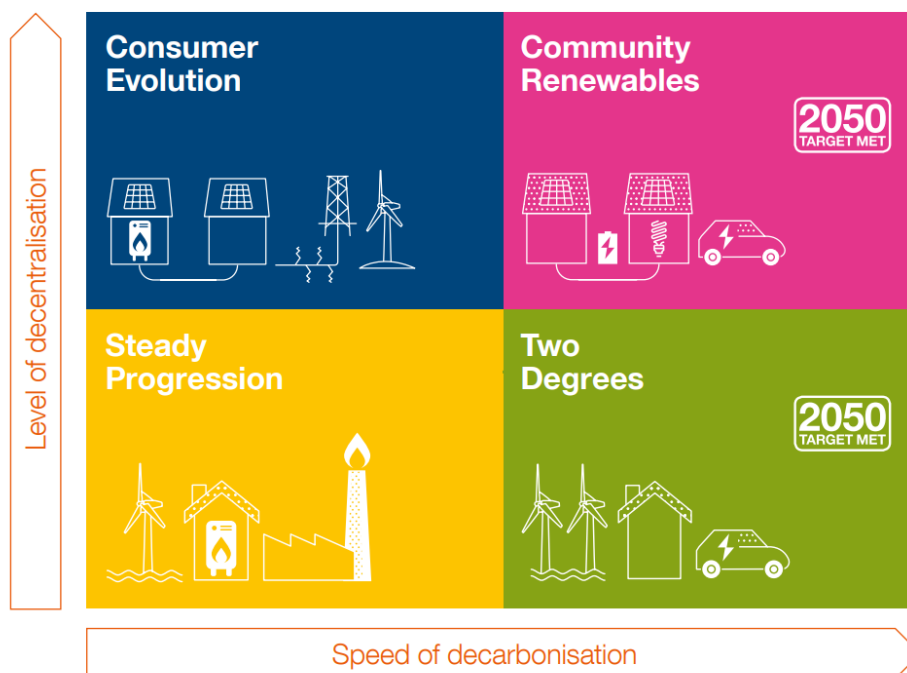 Level of decentralisation
Consumer
Evolution
Community
Renewables
2050
TARGET MET
Steady
Progression
Two
Degrees
2050
TARGET MET
Speed of decarbonisation